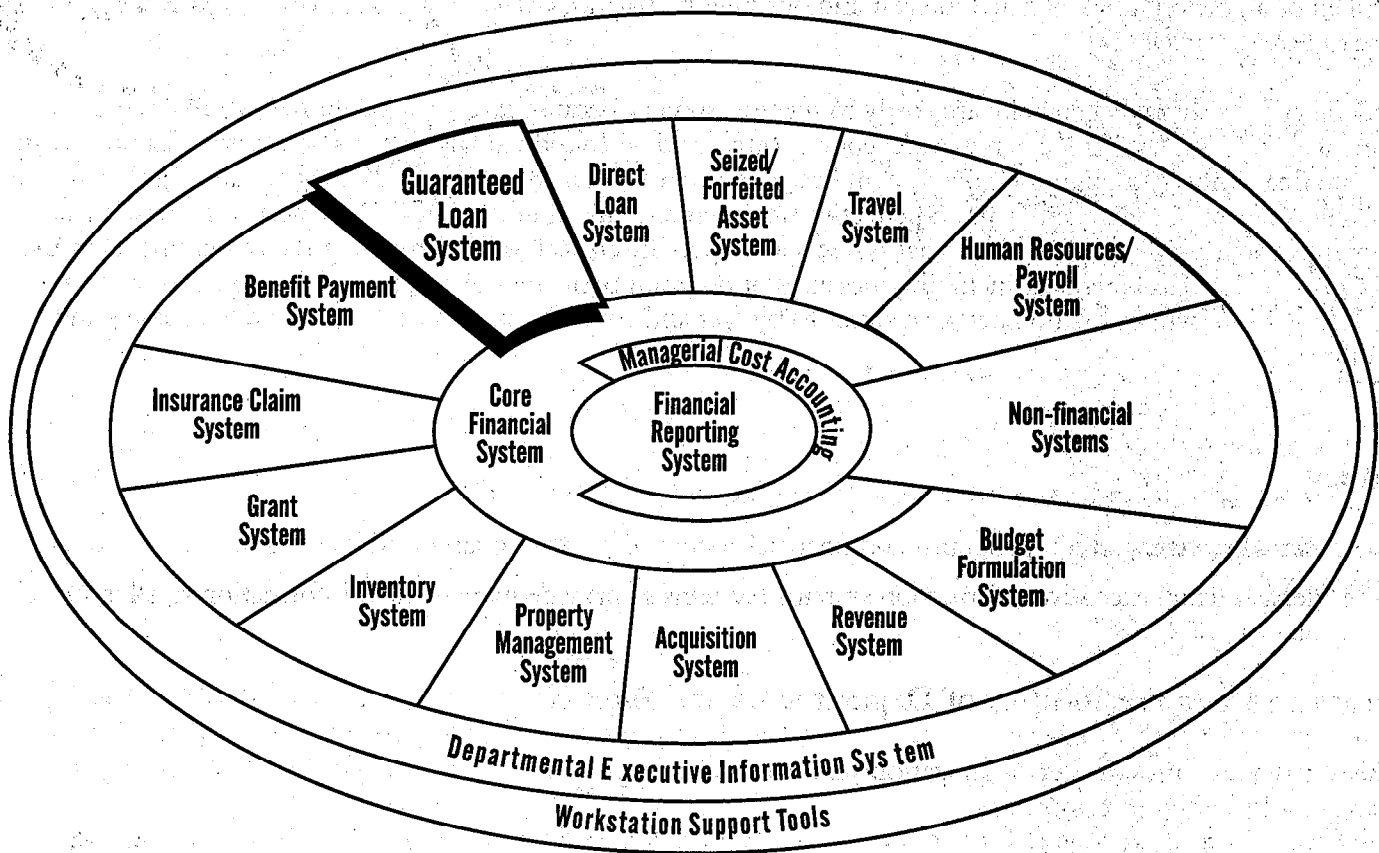 Guaranteed
Loan
System
Direct
Loan
System
Seized/
Forfeited
Asset
System
Travel
System
Human Resources/
Payroll
System
Benefit Payment
System
Insurance Claim
System
Core
Financial
System
Managerial Cost Accounting
Financial
Reporting
System
Non-financial
Systems
Grant
System
Inventory
System
Property
Management
System
Acquisition
System
Revenue
System
Budget
Formulation
System
Departmental E xecutive Information Sys tem
Workstation Support Tools